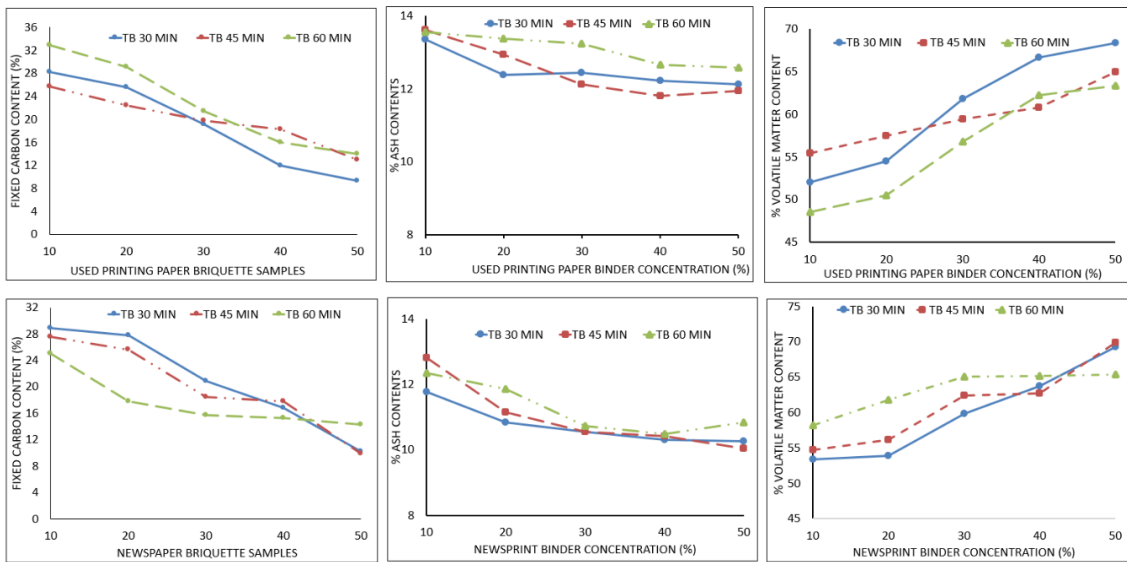 FIXED CARBON CONTENT (%)
36
32
28
24
20
16
12
8
4
0
TB 30 MIN TB 45 MIN TB 60 MIN
10 20 30 40 50
USED PRINTING PAPER BRIQUETTE SAMPLES
% ASH CONTENTS
14
12
10
8
TB 30 MIN TB 45 MIN TB 60 MIN
10 20 30 40 50
USED PRINTING PAPER BINDER CONCENTRATION (%)
% VOLATILE MATTER CONTENT
70
65
60
55
50
45
TB 30 MIN TB 45 MIN TB 60 MIN
10 20 30 40 50
USED PRINTING PAPER BINDER CONCENTRATION (%)
FIXED CARBON CONTENT (%)
32
28
24
20
16
12
8
4
0
TB 30 MIN TB 45 MIN TB 60 MIN
10 20 30 40 50
NEWSPAPER BRIQUETTE SAMPLES
% ASH CONTENTS
14
12
10
8
TB 30 MIN TB 45 MIN TB 60 MIN
10 20 30 40 50
NEWSPRINT BINDER CONCENTRATION (%)
% VOLATILE MATTER CONTENT
75
70
65
60
55
50
45
TB 30 MIN TB 45 MIN TB 60 MIN
10 20 30 40 50
NEWSPRINT BINDER CONCENTRATION (%)